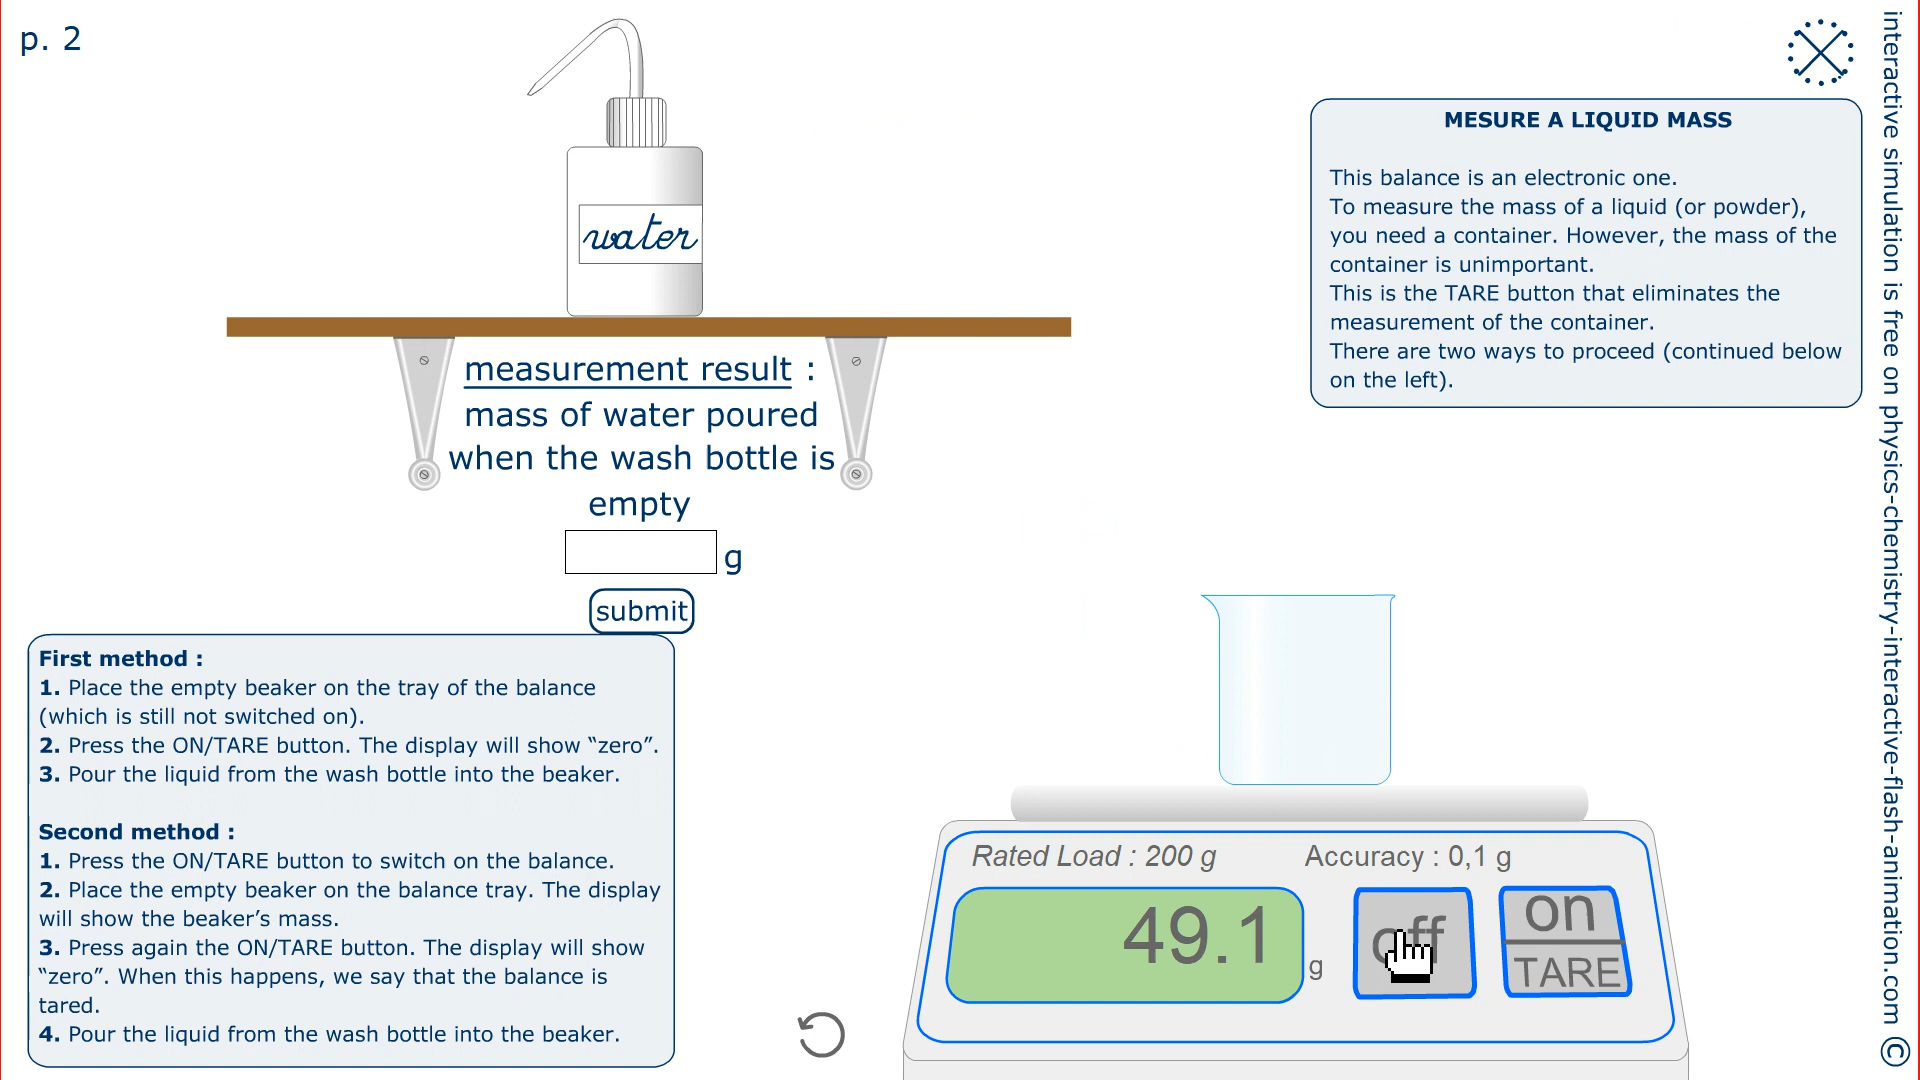 p. 2
water
measurement result :
mass of water poured
when the wash bottle is
empty
g
submit
MESURE A LIQUID MASS
This balance is an electronic one.
To measure the mass of a liquid (or powder),
you need a container. However, the mass of the
container is unimportant.
This is the TARE button that eliminates the
measurement of the container.
There are two ways to proceed (continued below
on the left).
First method :
1. Place the empty beaker on the tray of the balance
(which is still not switched on).
2. Press the ON/TARE button. The display will show “zero”.
3. Pour the liquid from the wash bottle into the beaker.
Second method :
1. Press the ON/TARE button to switch on the balance.
2. Place the empty beaker on the balance tray. The display
will show the beaker’s mass.
3. Press again the ON/TARE button. The display will show
“zero”. When this happens, we say that the balance is
tared.
4. Pour the liquid from the wash bottle into the beaker.
Rated Load : 200 g
Accuracy : 0,1 g
49.1
g
off
on
TARE
interactive simulation is free on physics-chemistry-interactive-flash-animation.com ©